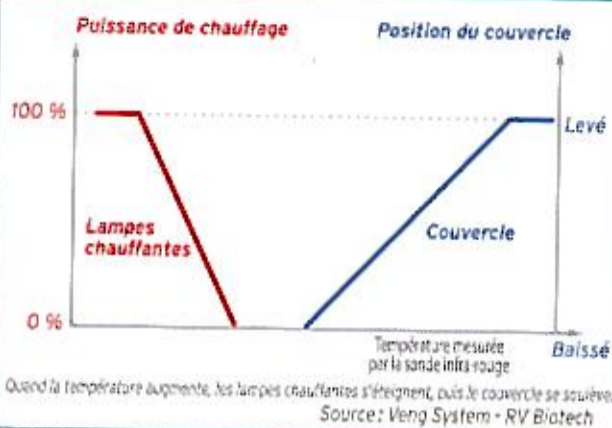 Puissance de chauffage
Position du couvercle
100 %
Levé
Lampes
chauffantes
Couvercle
0 %
Température mesurée
par la sonde infra-rouge
Baissé
Quand la température augmente, les lampes chauffantes s'éteignent, puis le couvercle se soulève
Source : Veng System - RV Biotech